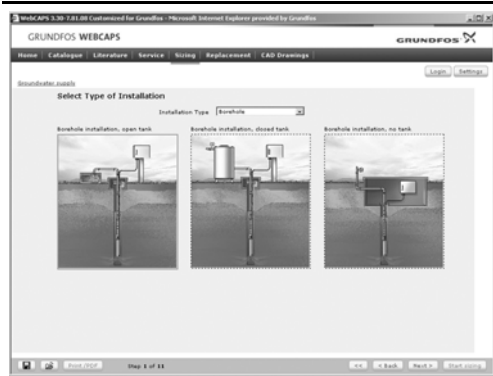 WebCAPS 3.30-7.01.08 Customized for Grundfos - Microsoft Internet Explorer provided by Grundfos
GRUNDFOS WEBCAPS
GRUNDFOS
Home Catalogue Literature Service Sizing Replacement CAD Drawings
Login Settings
Groundwater supply
Select Type of Installation
Installation Type Borehole
Borehole installation, open tank Borehole installation, closed tank Borehole installation, no tank
Print/PDF Step 1 of 11 << < Back Next > Start sizing